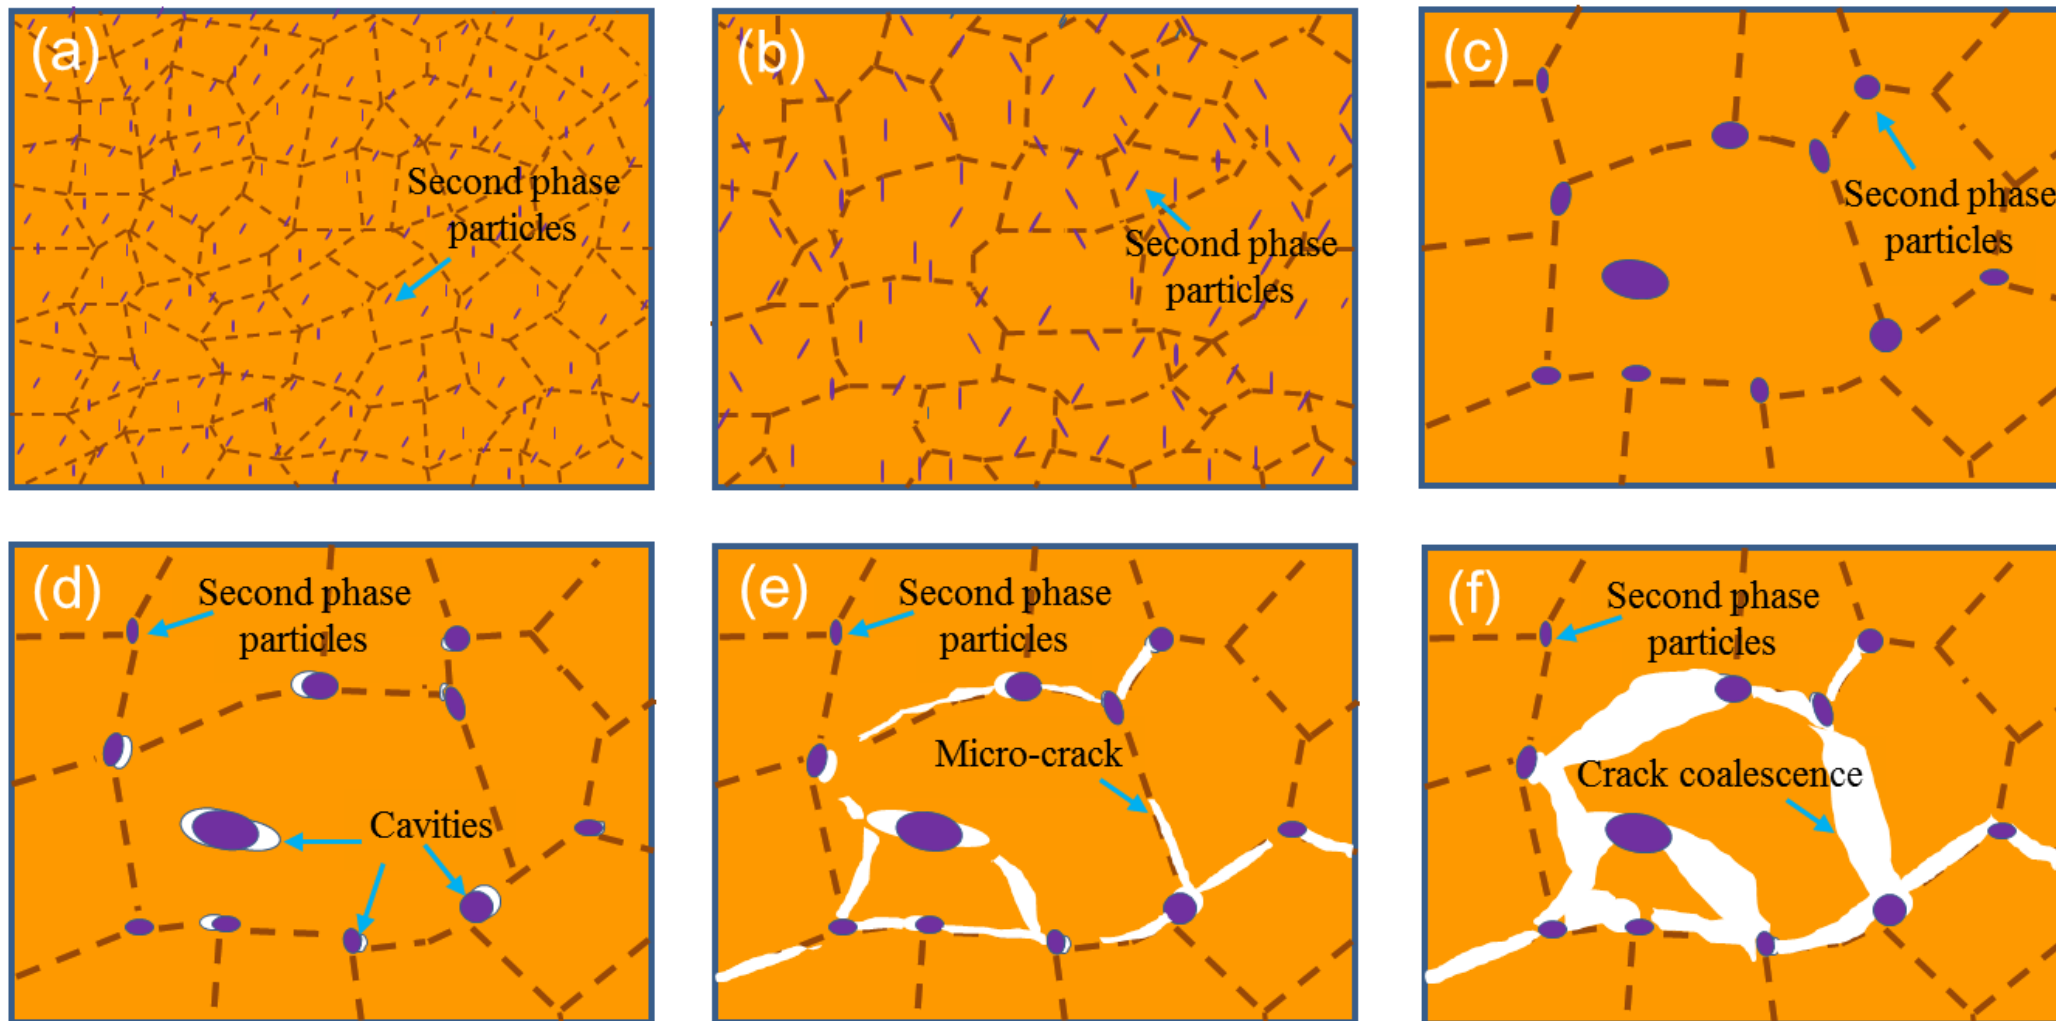 (a)
Second phase
particles
(b)
Second phase
particles
(c)
Second phase
particles
(d)
Second phase
particles
Cavities
(e)
Second phase
particles
Micro-crack
(f)
Second phase
particles
Crack coalescence